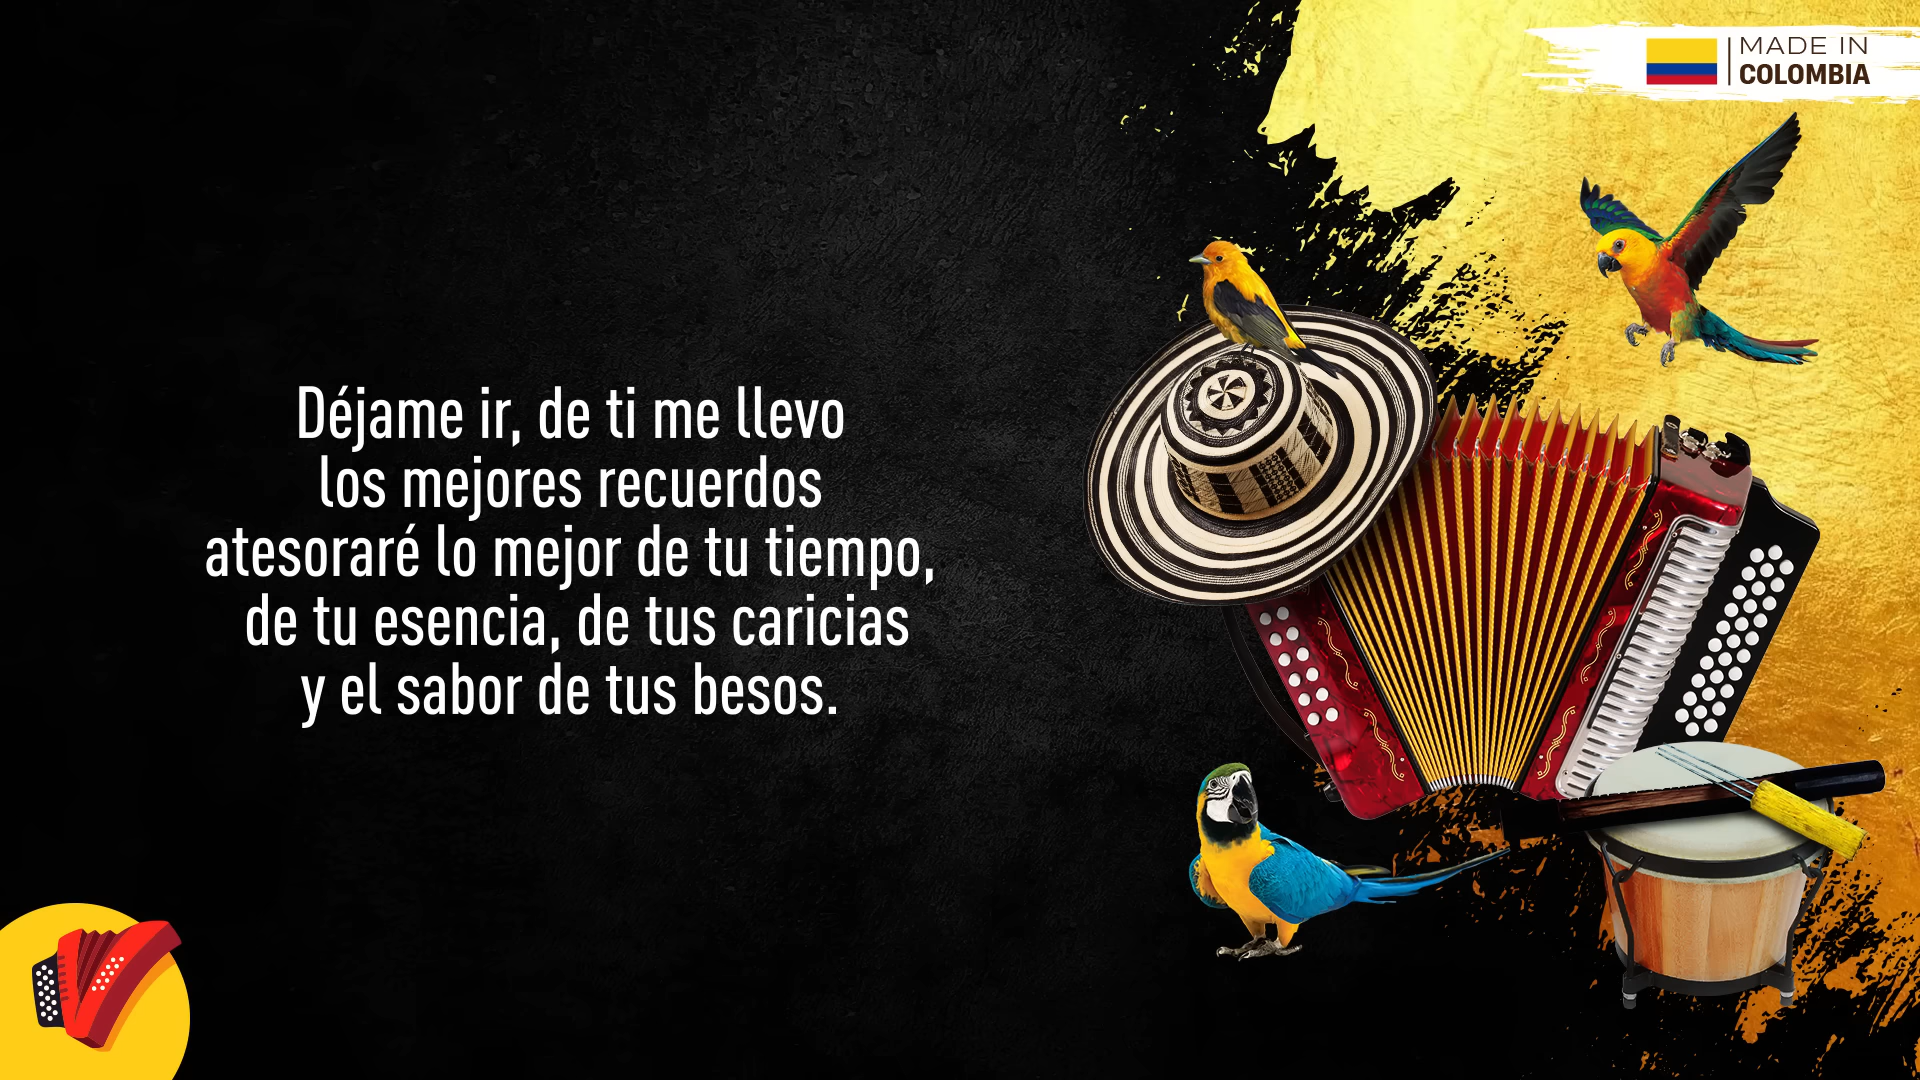 MADE IN
COLOMBIA
Déjame ir, de ti me llevo
los mejores recuerdos
atesoraré lo mejor de tu tiempo,
de tu esencia, de tus caricias
y el sabor de tus besos.